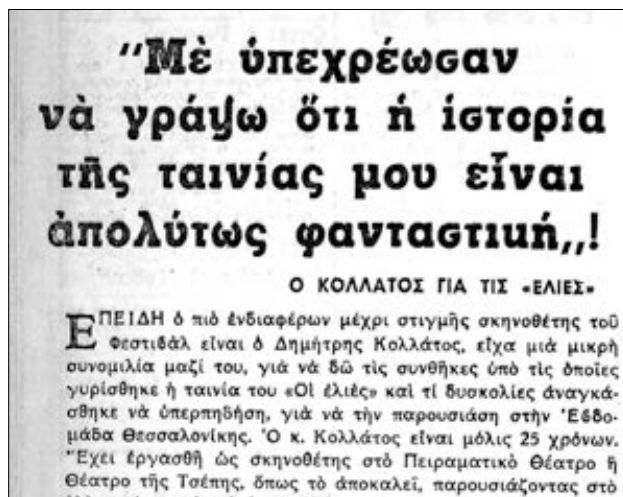 “Μὲ ὑπεχρέωσαν
νὰ γράψω ὅτι ἡ ἱστορία
τῆς ταινίας μου εἶναι
ἀπολύτως φανταστική„!
Ο ΚΟΛΛΑΤΟΣ ΓΙΑ ΤΙΣ «ΕΛΙΕΣ»
ΕΠΕΙΔΗ ὁ πιὸ ἐνδιαφέρων μέχρι στιγμῆς σκηνοθέτης τοῦ
Φεστιβὰλ εἶναι ὁ Δημήτρης Κολλάτος, εἶχα μιὰ μικρὴ
συνομιλία μαζί του, γιὰ νὰ δῶ τὶς συνθῆκες ὑπὸ τὶς ὁποῖες
γυρίσθηκε ἡ ταινία του «Οἱ ἐλιές» καὶ τί δυσκολίες ἀναγκά-
σθηκε νὰ ὑπερπηδήση, γιὰ νὰ τὴν παρουσιάση στὴν Ἑβδο-
μάδα Θεσσαλονίκης. Ὁ κ. Κολλάτος εἶναι μόλις 25 χρόνων.
Ἔχει ἐργασθῆ ὡς σκηνοθέτης στὸ Πειραματικὸ Θέατρο ἢ
Θέατρο τῆς Τσέπης, ὅπως τὸ ἀποκαλεῖ, παρουσιάζοντας στὸ